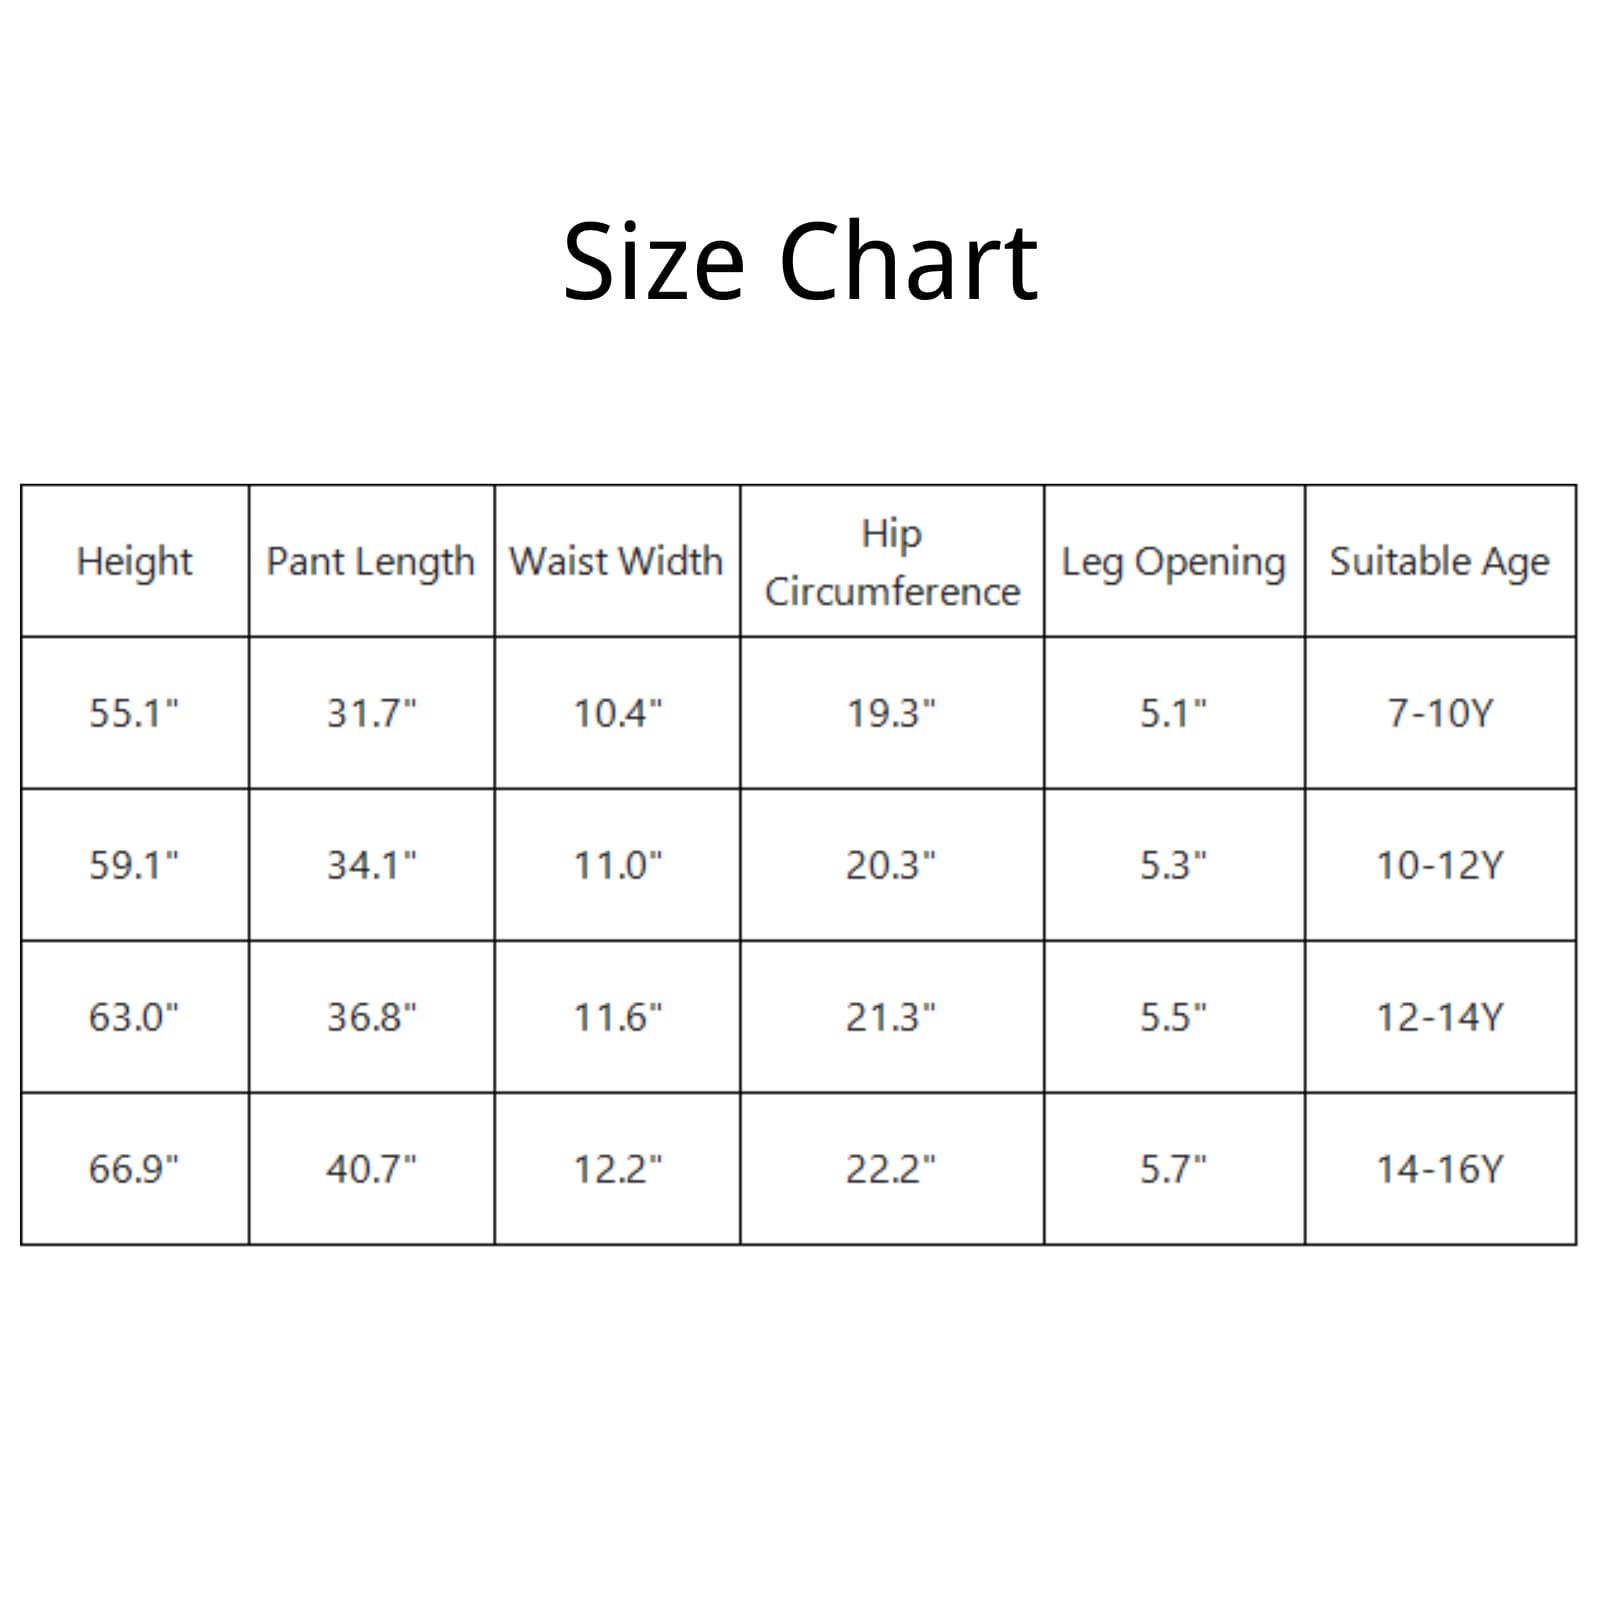 Size Chart
Height Pant Length Waist Width Hip Circumference Leg Opening Suitable Age
55.1" 31.7" 10.4" 19.3" 5.1" 7-10Y
59.1" 34.1" 11.0" 20.3" 5.3" 10-12Y
63.0" 36.8" 11.6" 21.3" 5.5" 12-14Y
66.9" 40.7" 12.2" 22.2" 5.7" 14-16Y